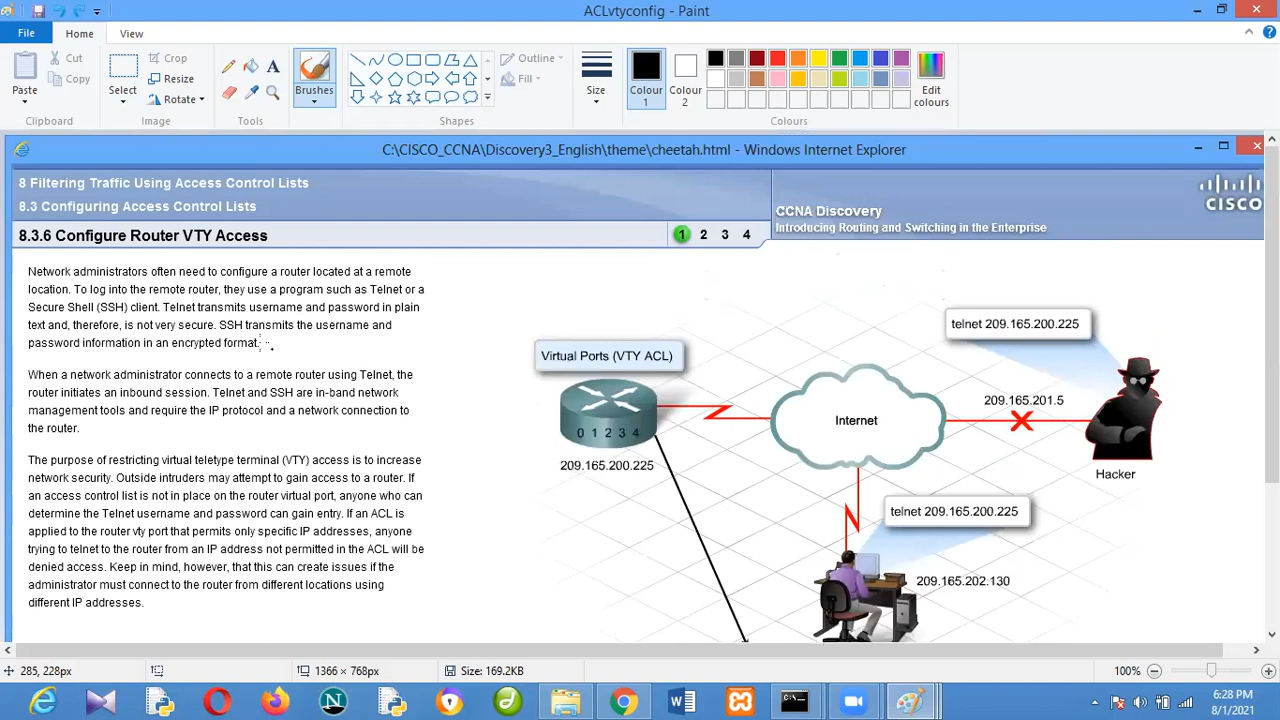 ACLvtyconfig - Paint
File
Home
View
Paste
Cut
Copy
Clipboard
Select
Crop
Resize
Rotate
Image
A
Tools
Brushes
Outline
Fill
Shapes
Size
Colour 1
Colour 2
Edit colours
Colours
C:\CISCO_CCNA\Discovery3_English\theme\cheetah.html - Windows Internet Explorer
8 Filtering Traffic Using Access Control Lists
8.3 Configuring Access Control Lists
8.3.6 Configure Router VTY Access
1 2 3 4
CCNA Discovery
Introducing Routing and Switching in the Enterprise
CISCO
Network administrators often need to configure a router located at a remote
location. To log into the remote router, they use a program such as Telnet or a
Secure Shell (SSH) client. Telnet transmits username and password in plain
text and, therefore, is not very secure. SSH transmits the username and
password information in an encrypted format.
When a network administrator connects to a remote router using Telnet, the
router initiates an inbound session. Telnet and SSH are in-band network
management tools and require the IP protocol and a network connection to
the router.
The purpose of restricting virtual teletype terminal (VTY) access is to increase
network security. Outside intruders may attempt to gain access to a router. If
an access control list is not in place on the router virtual port, anyone who can
determine the Telnet username and password can gain entry. If an ACL is
applied to the router vty port that permits only specific IP addresses, anyone
trying to telnet to the router from an IP address not permitted in the ACL will be
denied access. Keep in mind, however, that this can create issues if the
administrator must connect to the router from different locations using
different IP addresses.
telnet 209.165.200.225
Virtual Ports (VTY ACL)
0 1 2 3 4
209.165.200.225
Internet
209.165.201.5
Hacker
telnet 209.165.200.225
209.165.202.130
285, 228px
1366 × 768px
Size: 169.2KB
100%
6:28 PM
8/1/2021